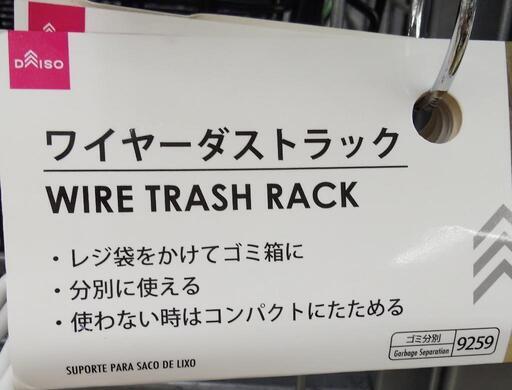 DAISO
ワイヤーダストラック
WIRE TRASH RACK
・レジ袋をかけてゴミ箱に
・分別に使える
・使わない時はコンパクトにたためる
SUPORTE PARA SACO DE LIXO
ゴミ分別
Garbage Separation
9259